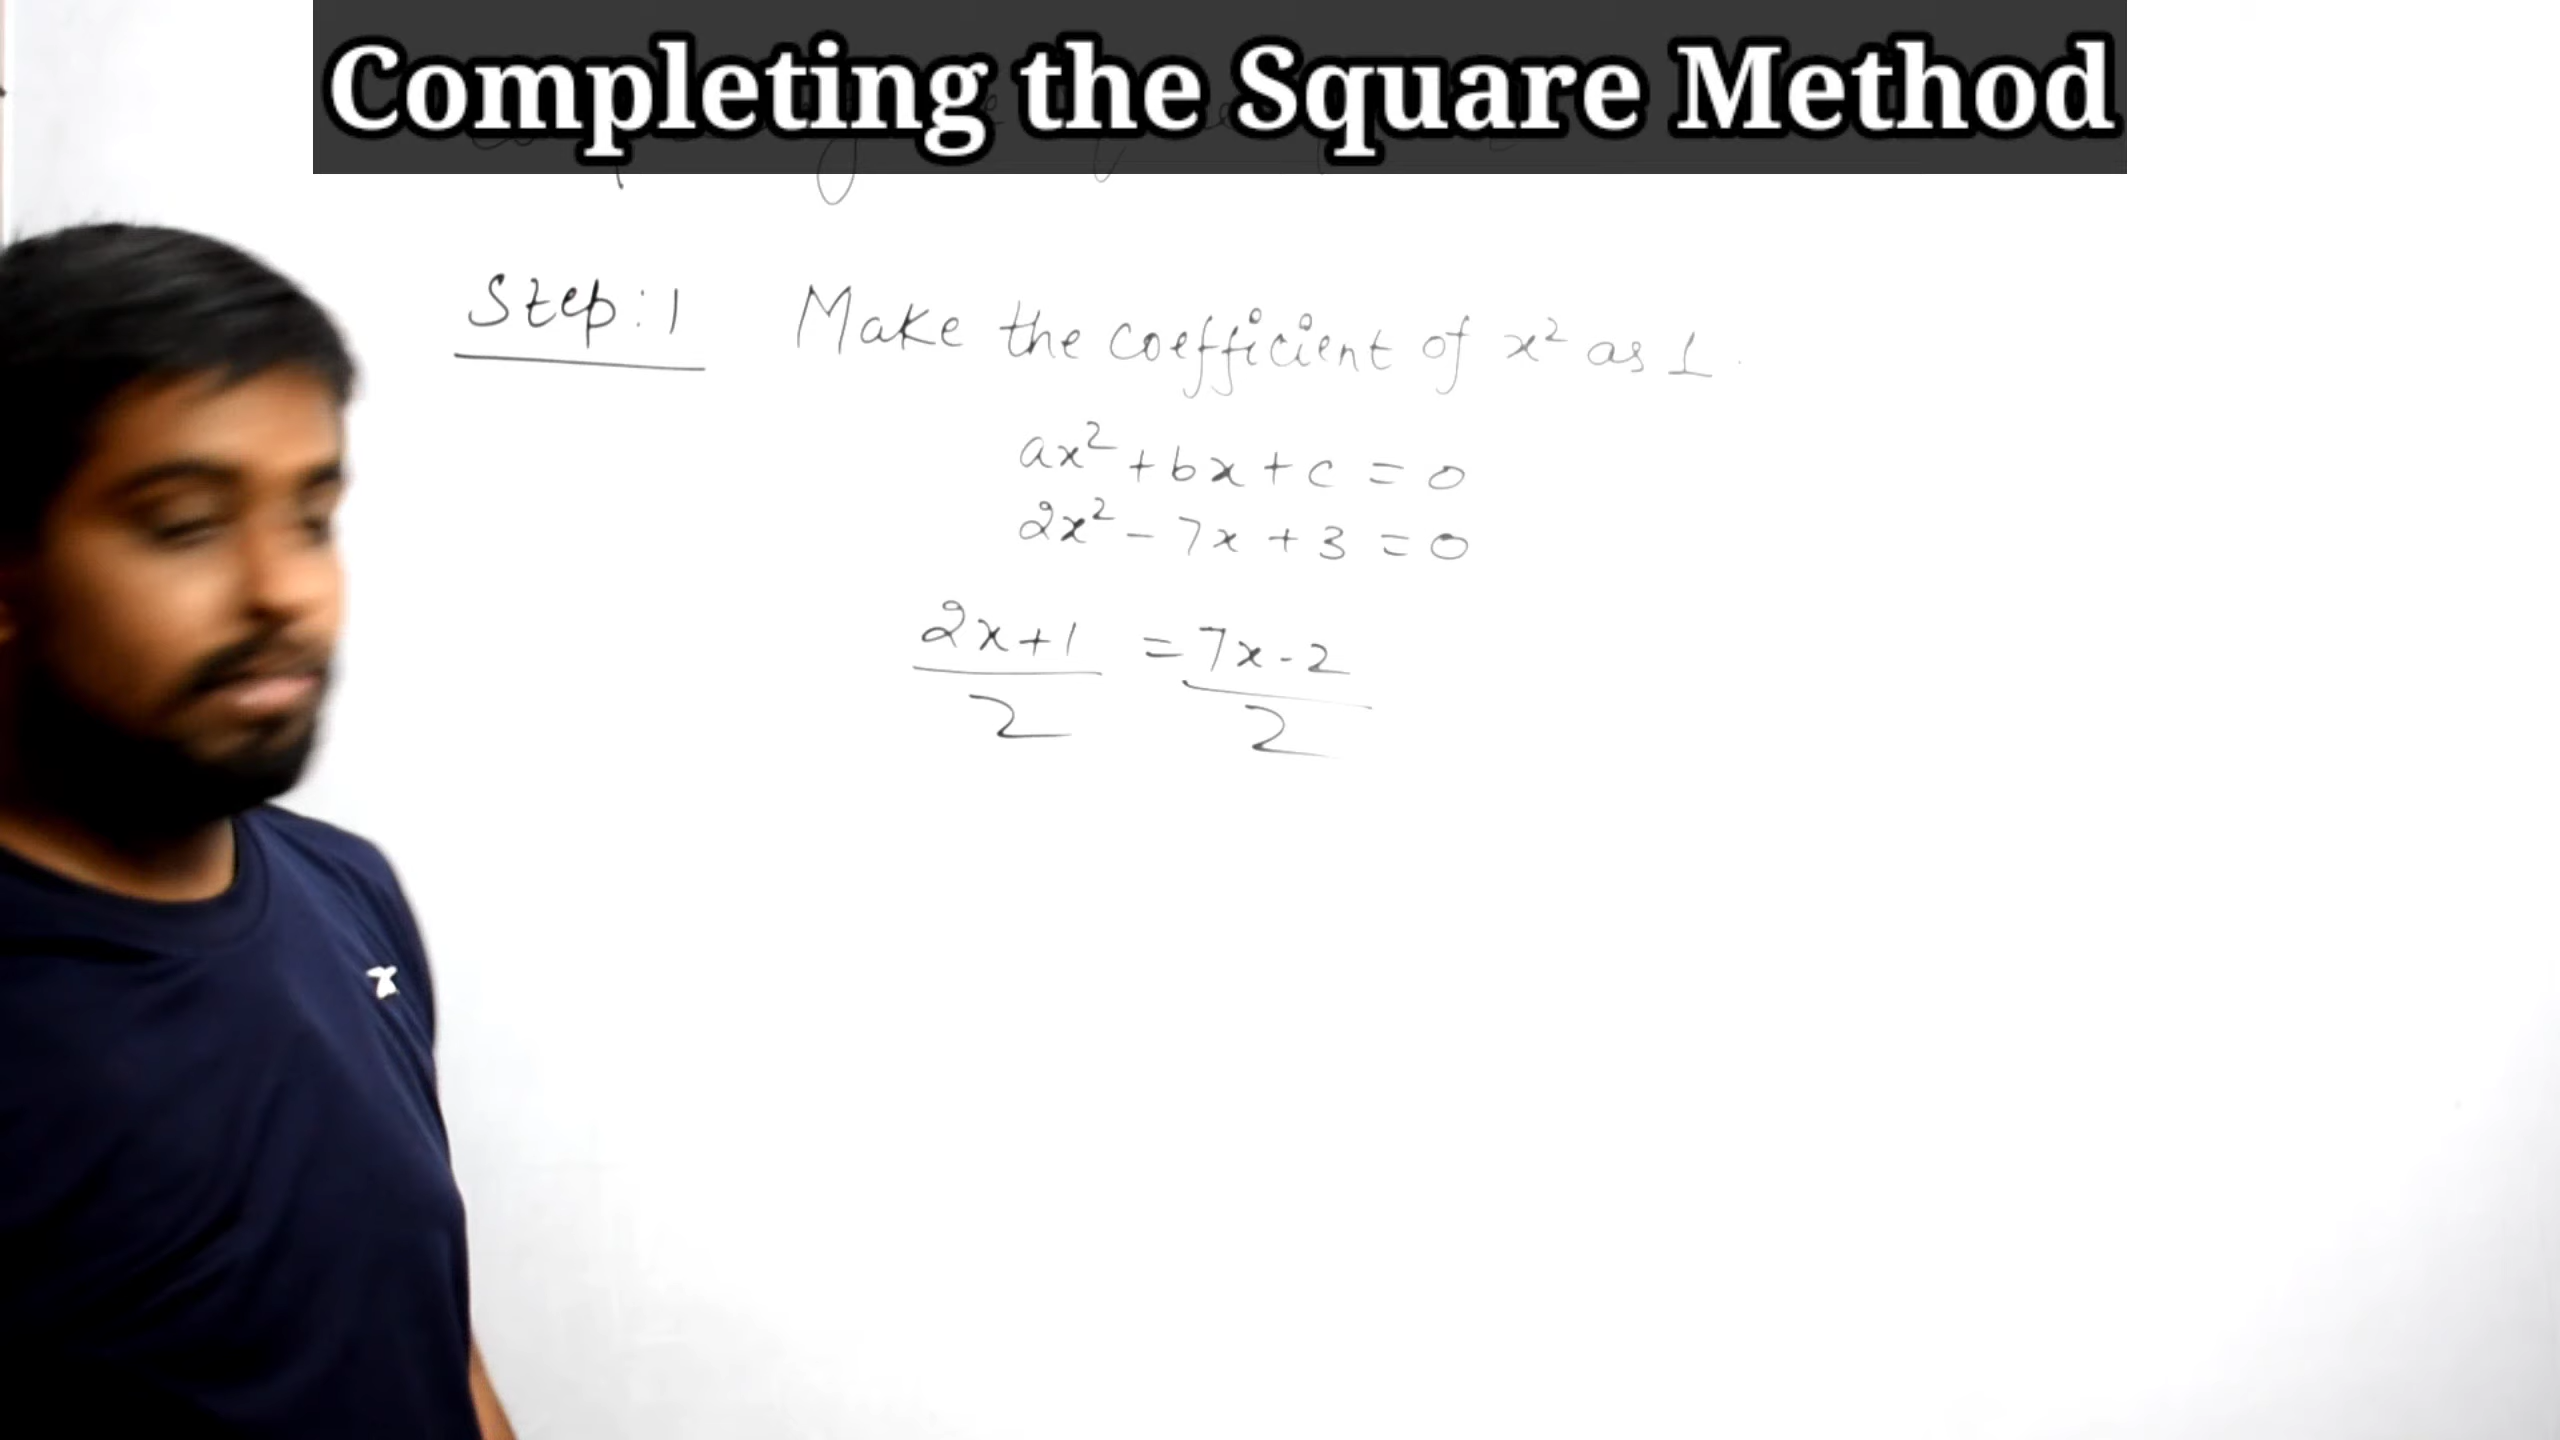 Completing the Square Method
Step:1 Make the coefficient of x² as 1.
ax² + bx + c = 0
2x² - 7x + 3 = 0
2x+1 = 7x-2
2 2